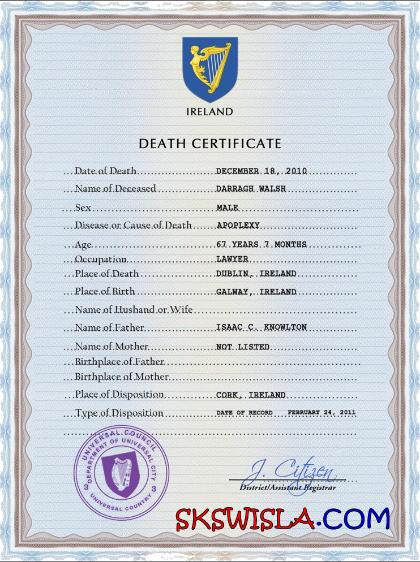 IRELAND
DEATH CERTIFICATE
Date of Death DECEMBER 18, 2010
Name of Deceased DARRAGH WALSH
Sex MALE
Disease or Cause of Death APOPLEXY
Age 67 YEARS 7 MONTHS
Occupation LAWYER
Place of Death DUBLIN, IRELAND
Place of Birth GALWAY, IRELAND
Name of Husband or Wife
Name of Father ISAAC C. KNOWLTON
Name of Mother NOT LISTED
Birthplace of Father
Birthplace of Mother
Place of Disposition CORK, IRELAND
Type of Disposition DATE OF RECORD FEBRUARY 24, 2011
UNIVERSAL COUNCIL
DEPARTMENT OF UNIVERSAL CITY
UNIVERSAL COUNTRY
J. Citizen
District/Assistant Registrar
SKSWISLA.COM